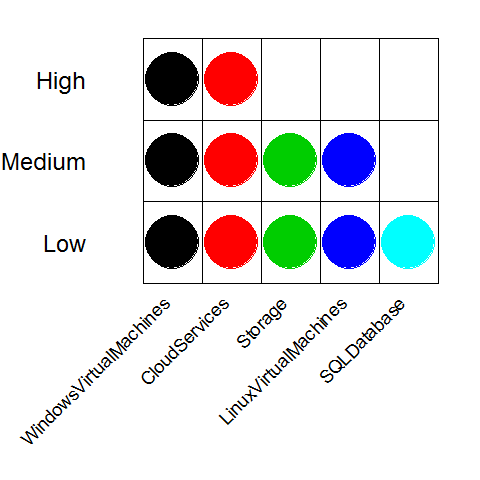 High
Medium
Low
WindowsVirtualMachines
CloudServices
Storage
LinuxVirtualMachines
SQLDatabase